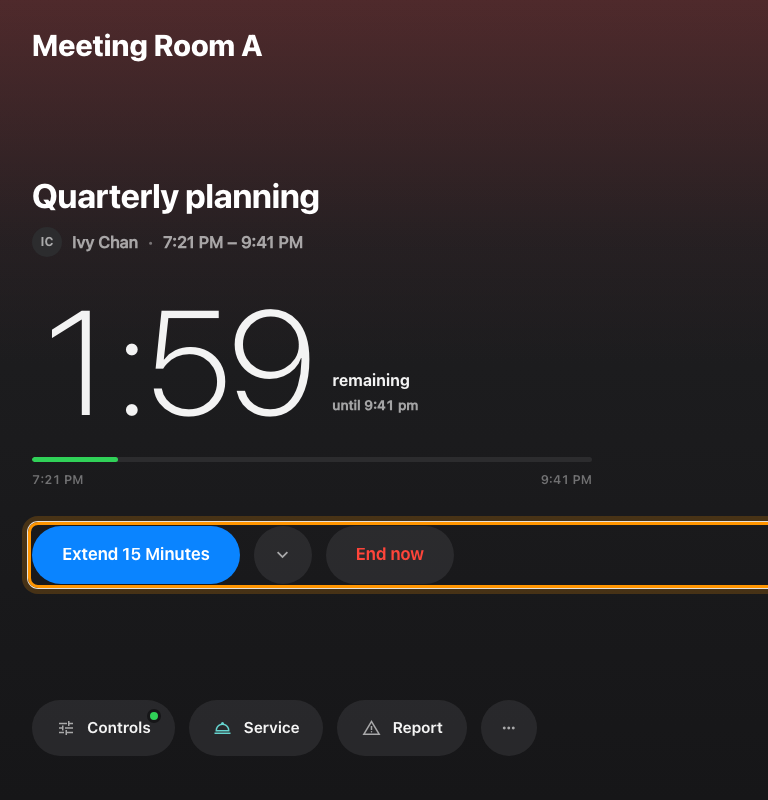 Meeting Room A
Quarterly planning
IC Ivy Chan · 7:21 PM – 9:41 PM
1:59 remaining
until 9:41 pm
7:21 PM 9:41 PM
Extend 15 Minutes End now
Controls Service Report